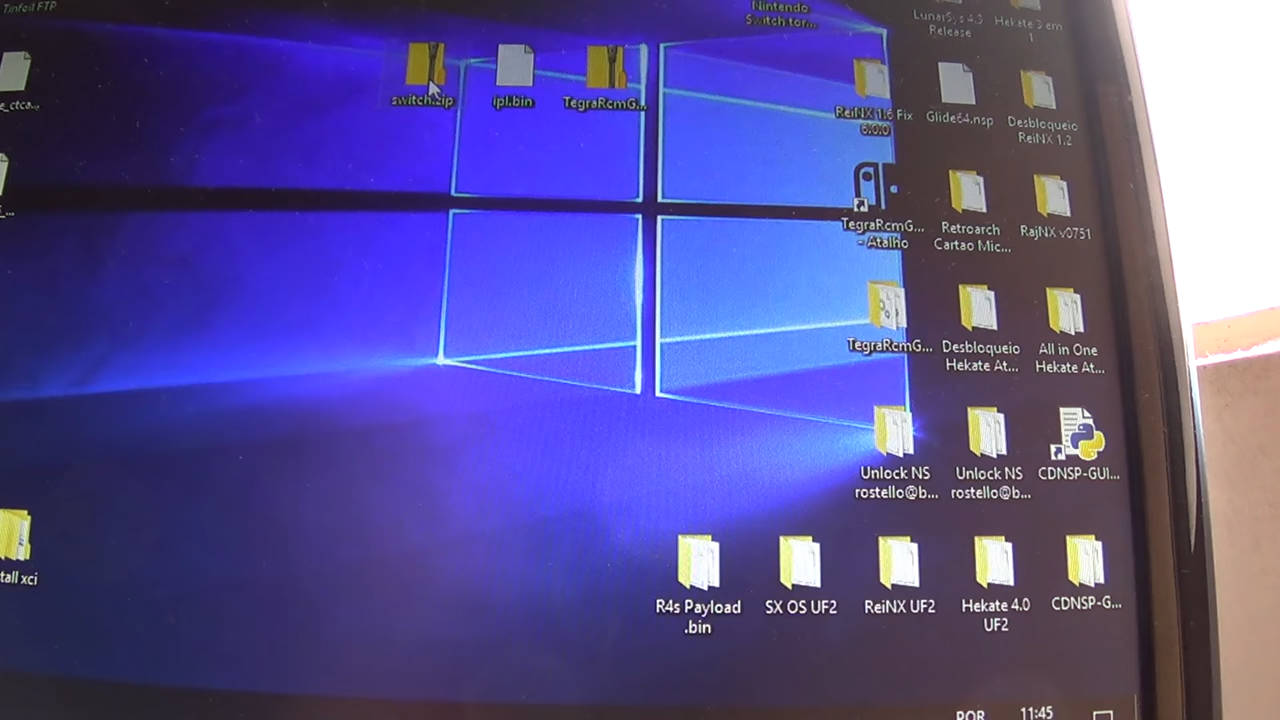 Tinfoil FTP
Nintendo
Switch tor...
LunarSys 4.3
Release
Hekate 3 em
1
e_ctca...
switch.zip
ipl.bin
TegraRcmG...
ReiNX 1.6 Fix
6.0.0
Glide64.nsp
Desbloqueio
ReiNX 1.2
TegraRcmG...
- Atalho
Retroarch
Cartao Mic...
RajNX v0751
TegraRcmG...
Desbloqueio
Hekate At...
All in One
Hekate At...
Unlock NS
rostello@b...
Unlock NS
rostello@b...
CDNSP-GUI...
tall xci
R4s Payload
.bin
SX OS UF2
ReiNX UF2
Hekate 4.0
UF2
CDNSP-G...
POR
11:45